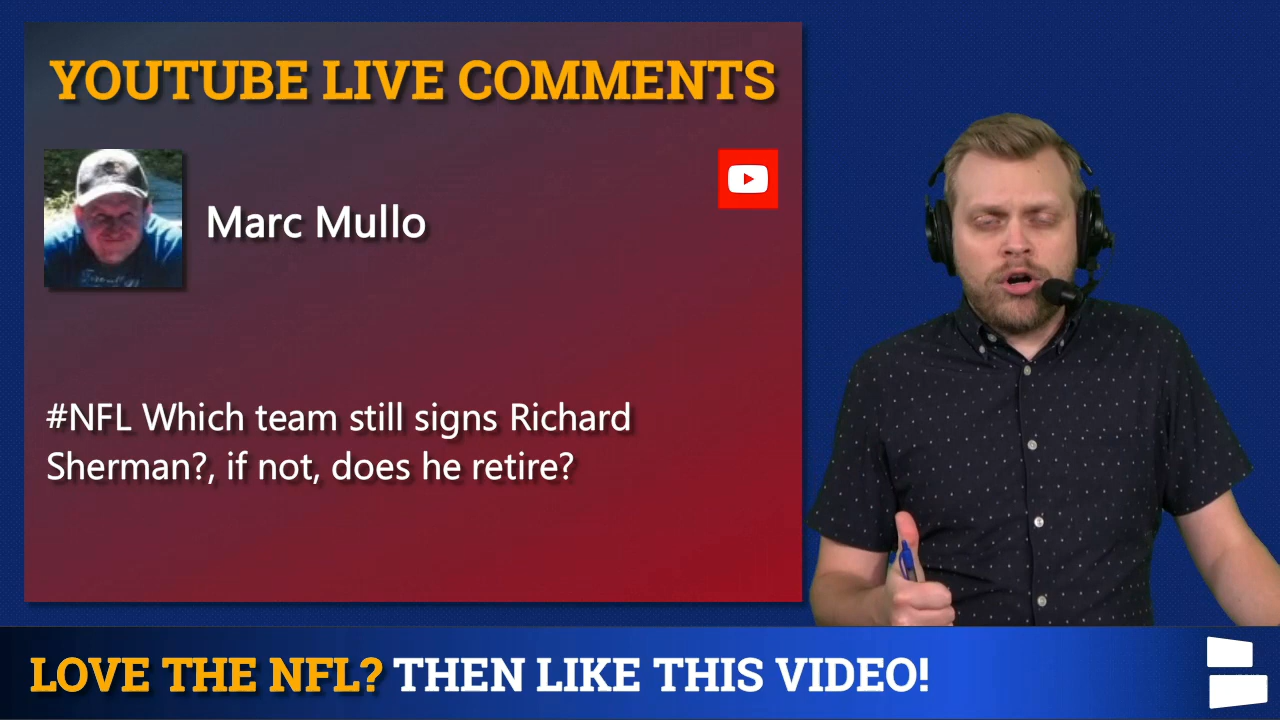 YOUTUBE LIVE COMMENTS
Marc Mullo
#NFL Which team still signs Richard
Sherman?, if not, does he retire?
LOVE THE NFL? THEN LIKE THIS VIDEO!